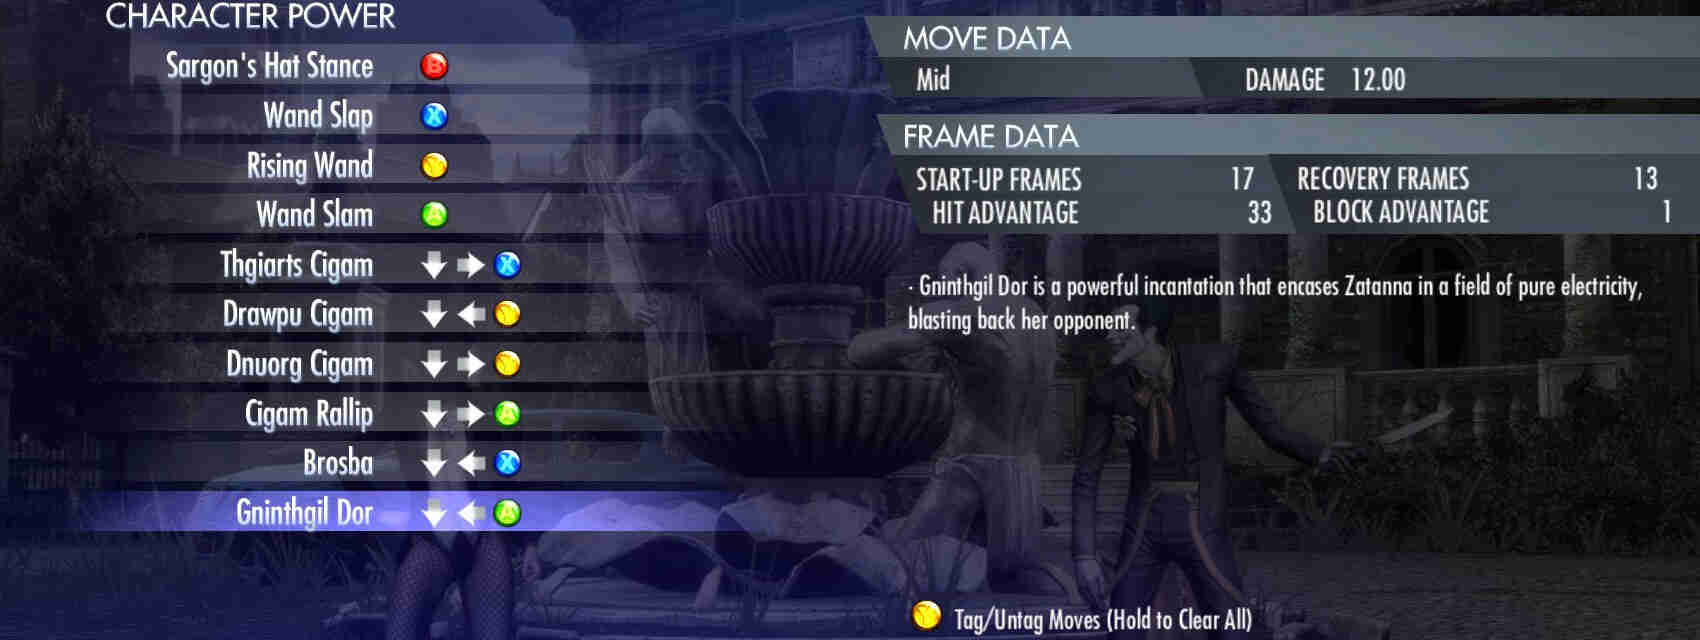 CHARACTER POWER
Sargon's Hat Stance B
Wand Slap X
Rising Wand Y
Wand Slam A
Thgiarts Cigam X
Drawpu Cigam Y
Dnuorg Cigam Y
Cigam Rallip A
Brosba X
Gninthgil Dor A
MOVE DATA
Mid DAMAGE 12.00
FRAME DATA
START-UP FRAMES 17 RECOVERY FRAMES 13
HIT ADVANTAGE 33 BLOCK ADVANTAGE 1
· Gninthgil Dor is a powerful incantation that encases Zatanna in a field of pure electricity,
blasting back her opponent.
Y Tag/Untag Moves (Hold to Clear All)